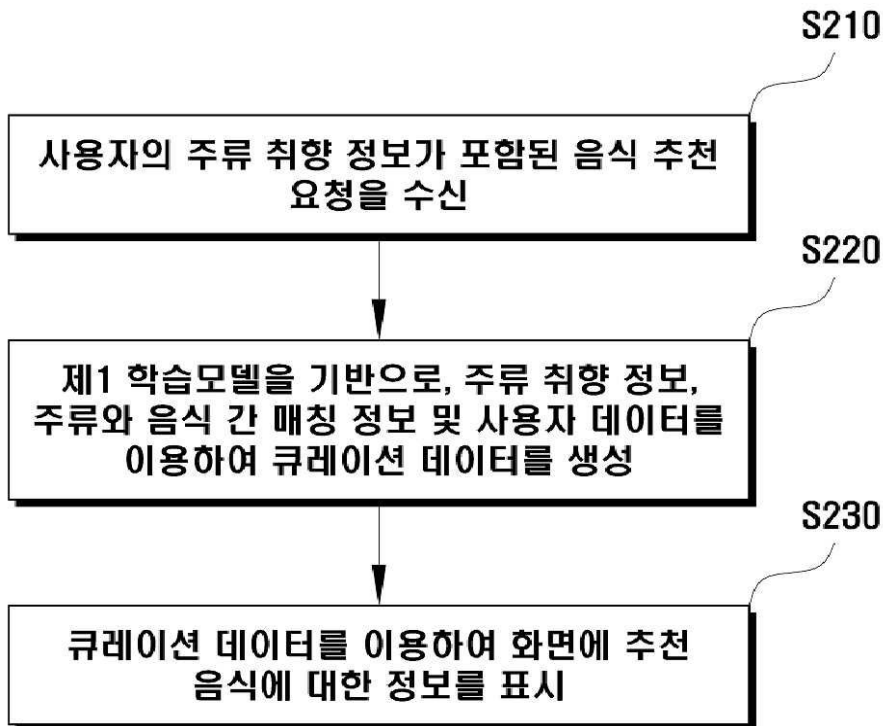 S210
사용자의 주류 취향 정보가 포함된 음식 추천
요청을 수신
S220
제1 학습모델을 기반으로, 주류 취향 정보,
주류와 음식 간 매칭 정보 및 사용자 데이터를
이용하여 큐레이션 데이터를 생성
S230
큐레이션 데이터를 이용하여 화면에 추천
음식에 대한 정보를 표시